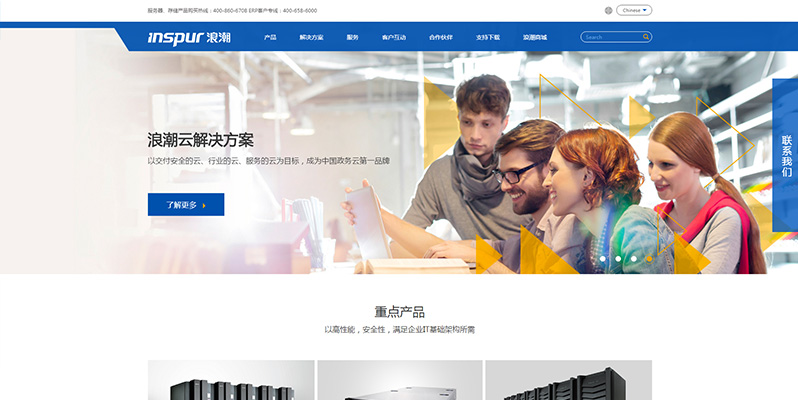 服务器、存储产品购买热线：400-860-6708 ERP客户专线：400-658-6000
Chinese
inspur 浪潮
产品 解决方案 服务 客户互动 合作伙伴 支持下载 浪潮商城
Search
浪潮云解决方案
以交付安全的云、行业的云、服务的云为目标，成为中国政务云第一品牌
了解更多
联系我们
重点产品
以高性能，安全性，满足企业IT基础架构所需